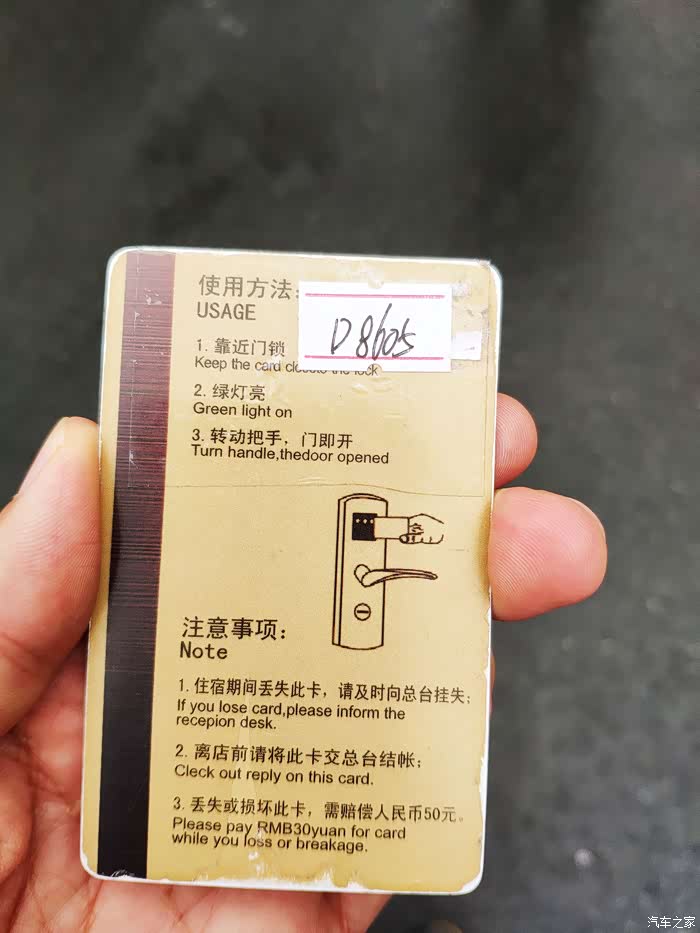 使用方法:
USAGE
D8605
1. 靠近门锁
Keep the card closeto the lock
2. 绿灯亮
Green light on
3. 转动把手，门即开
Turn handle,thedoor opened
注意事项:
Note
1. 住宿期间丢失此卡，请及时向总台挂失;
If you lose card,please inform the
recepion desk.
2. 离店前请将此卡交总台结帐;
Cleck out reply on this card.
3. 丢失或损坏此卡，需赔偿人民币50元。
Please pay RMB30yuan for card
while you loss or breakage.
汽车之家